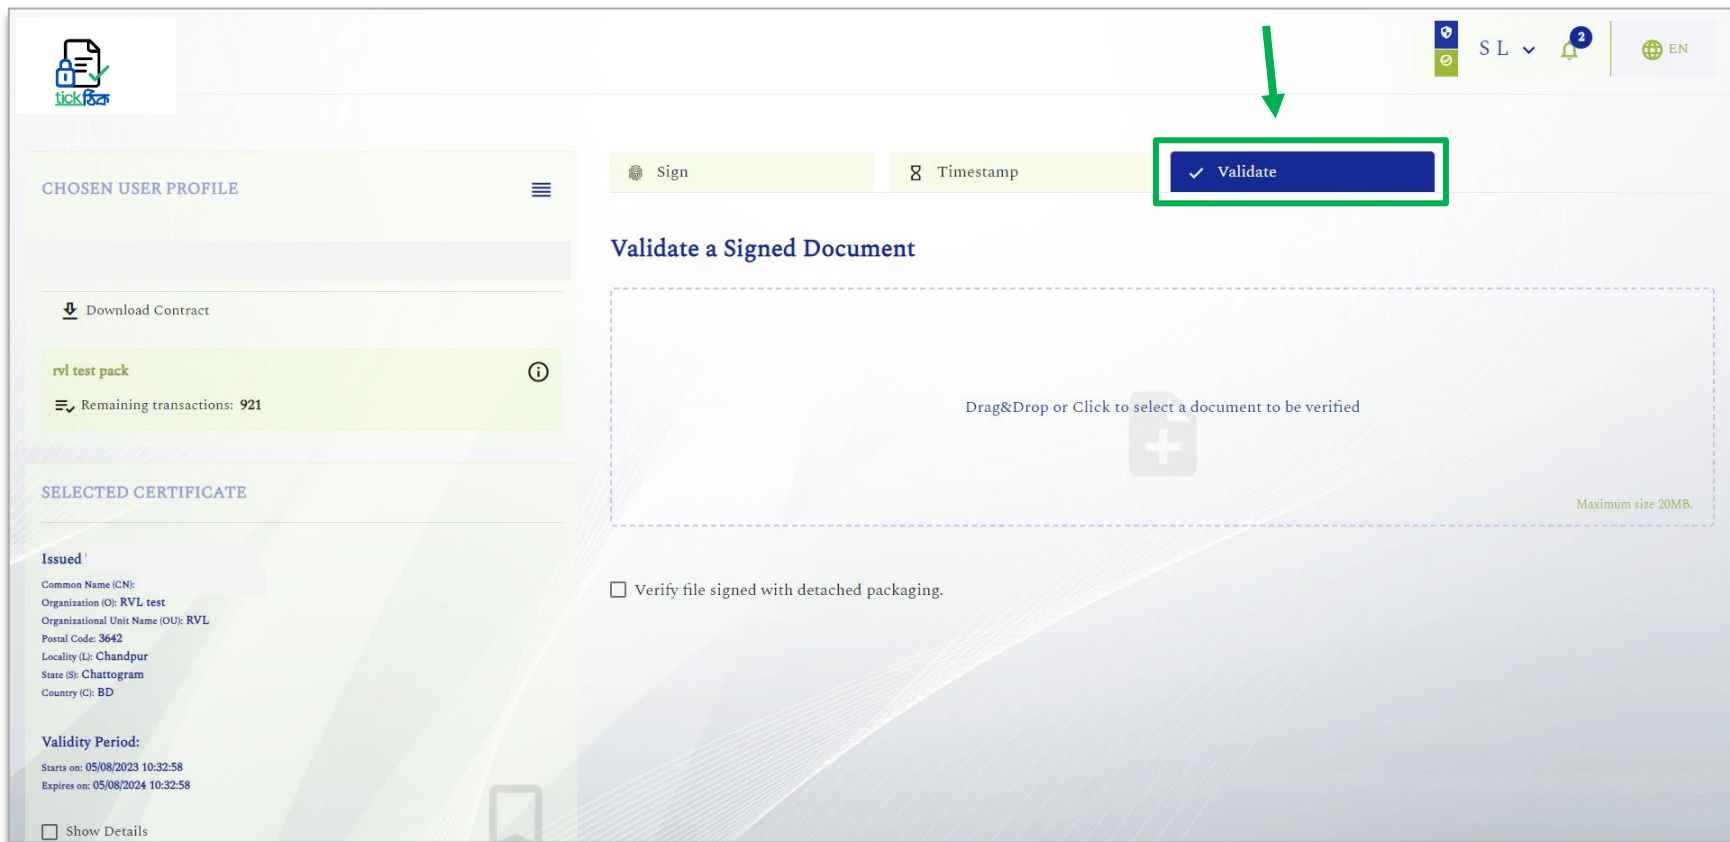 tickঠিক
S L
2
EN
CHOSEN USER PROFILE
Download Contract
rvl test pack
Remaining transactions: 921
SELECTED CERTIFICATE
Issued
Common Name (CN):
Organization (O): RVL test
Organizational Unit Name (OU): RVL
Postal Code: 3642
Locality (L): Chandpur
State (S): Chattogram
Country (C): BD
Validity Period:
Starts on: 05/08/2023 10:32:58
Expires on: 05/08/2024 10:32:58
Show Details
Sign
Timestamp
Validate
Validate a Signed Document
Drag&Drop or Click to select a document to be verified
Maximum size 20MB.
Verify file signed with detached packaging.